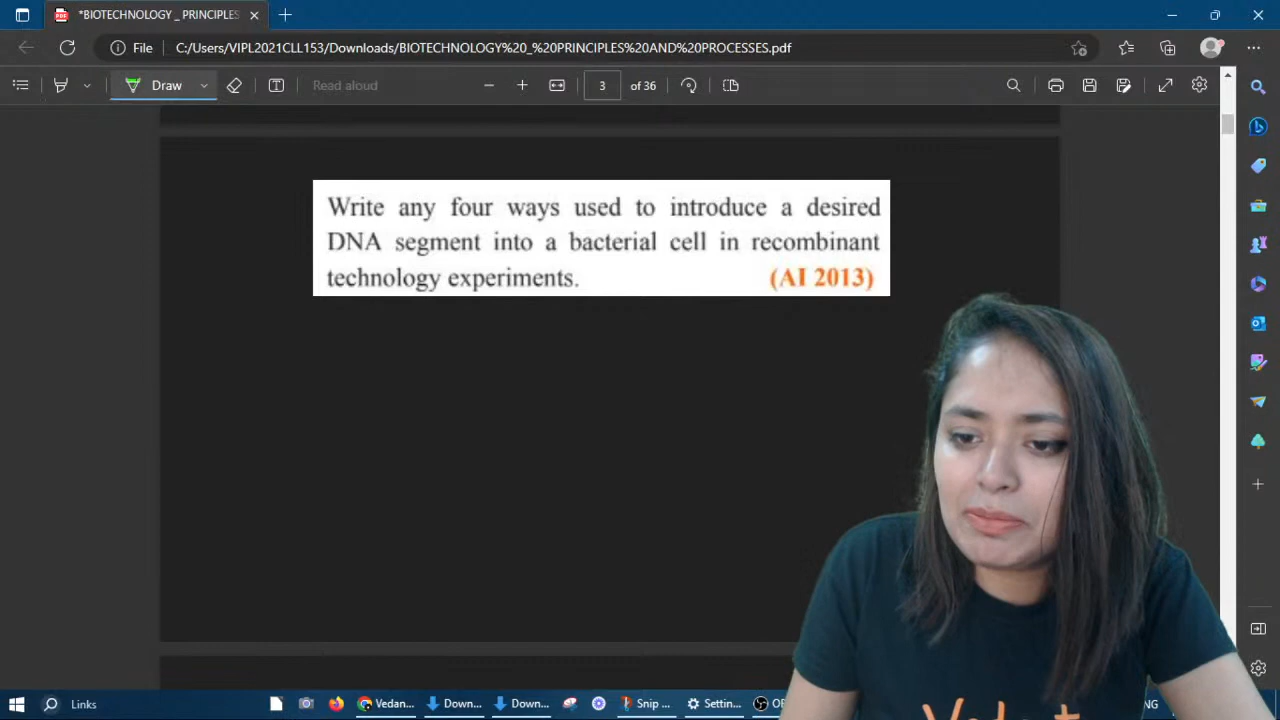 *BIOTECHNOLOGY _ PRINCIPLES
File C:/Users/VIPL2021CLL153/Downloads/BIOTECHNOLOGY%20_%20PRINCIPLES%20AND%20PROCESSES.pdf
Draw Read aloud 3 of 36
Write any four ways used to introduce a desired
DNA segment into a bacterial cell in recombinant
technology experiments. (AI 2013)
Links Vedan... Down... Down... Snip ... Settin... NG